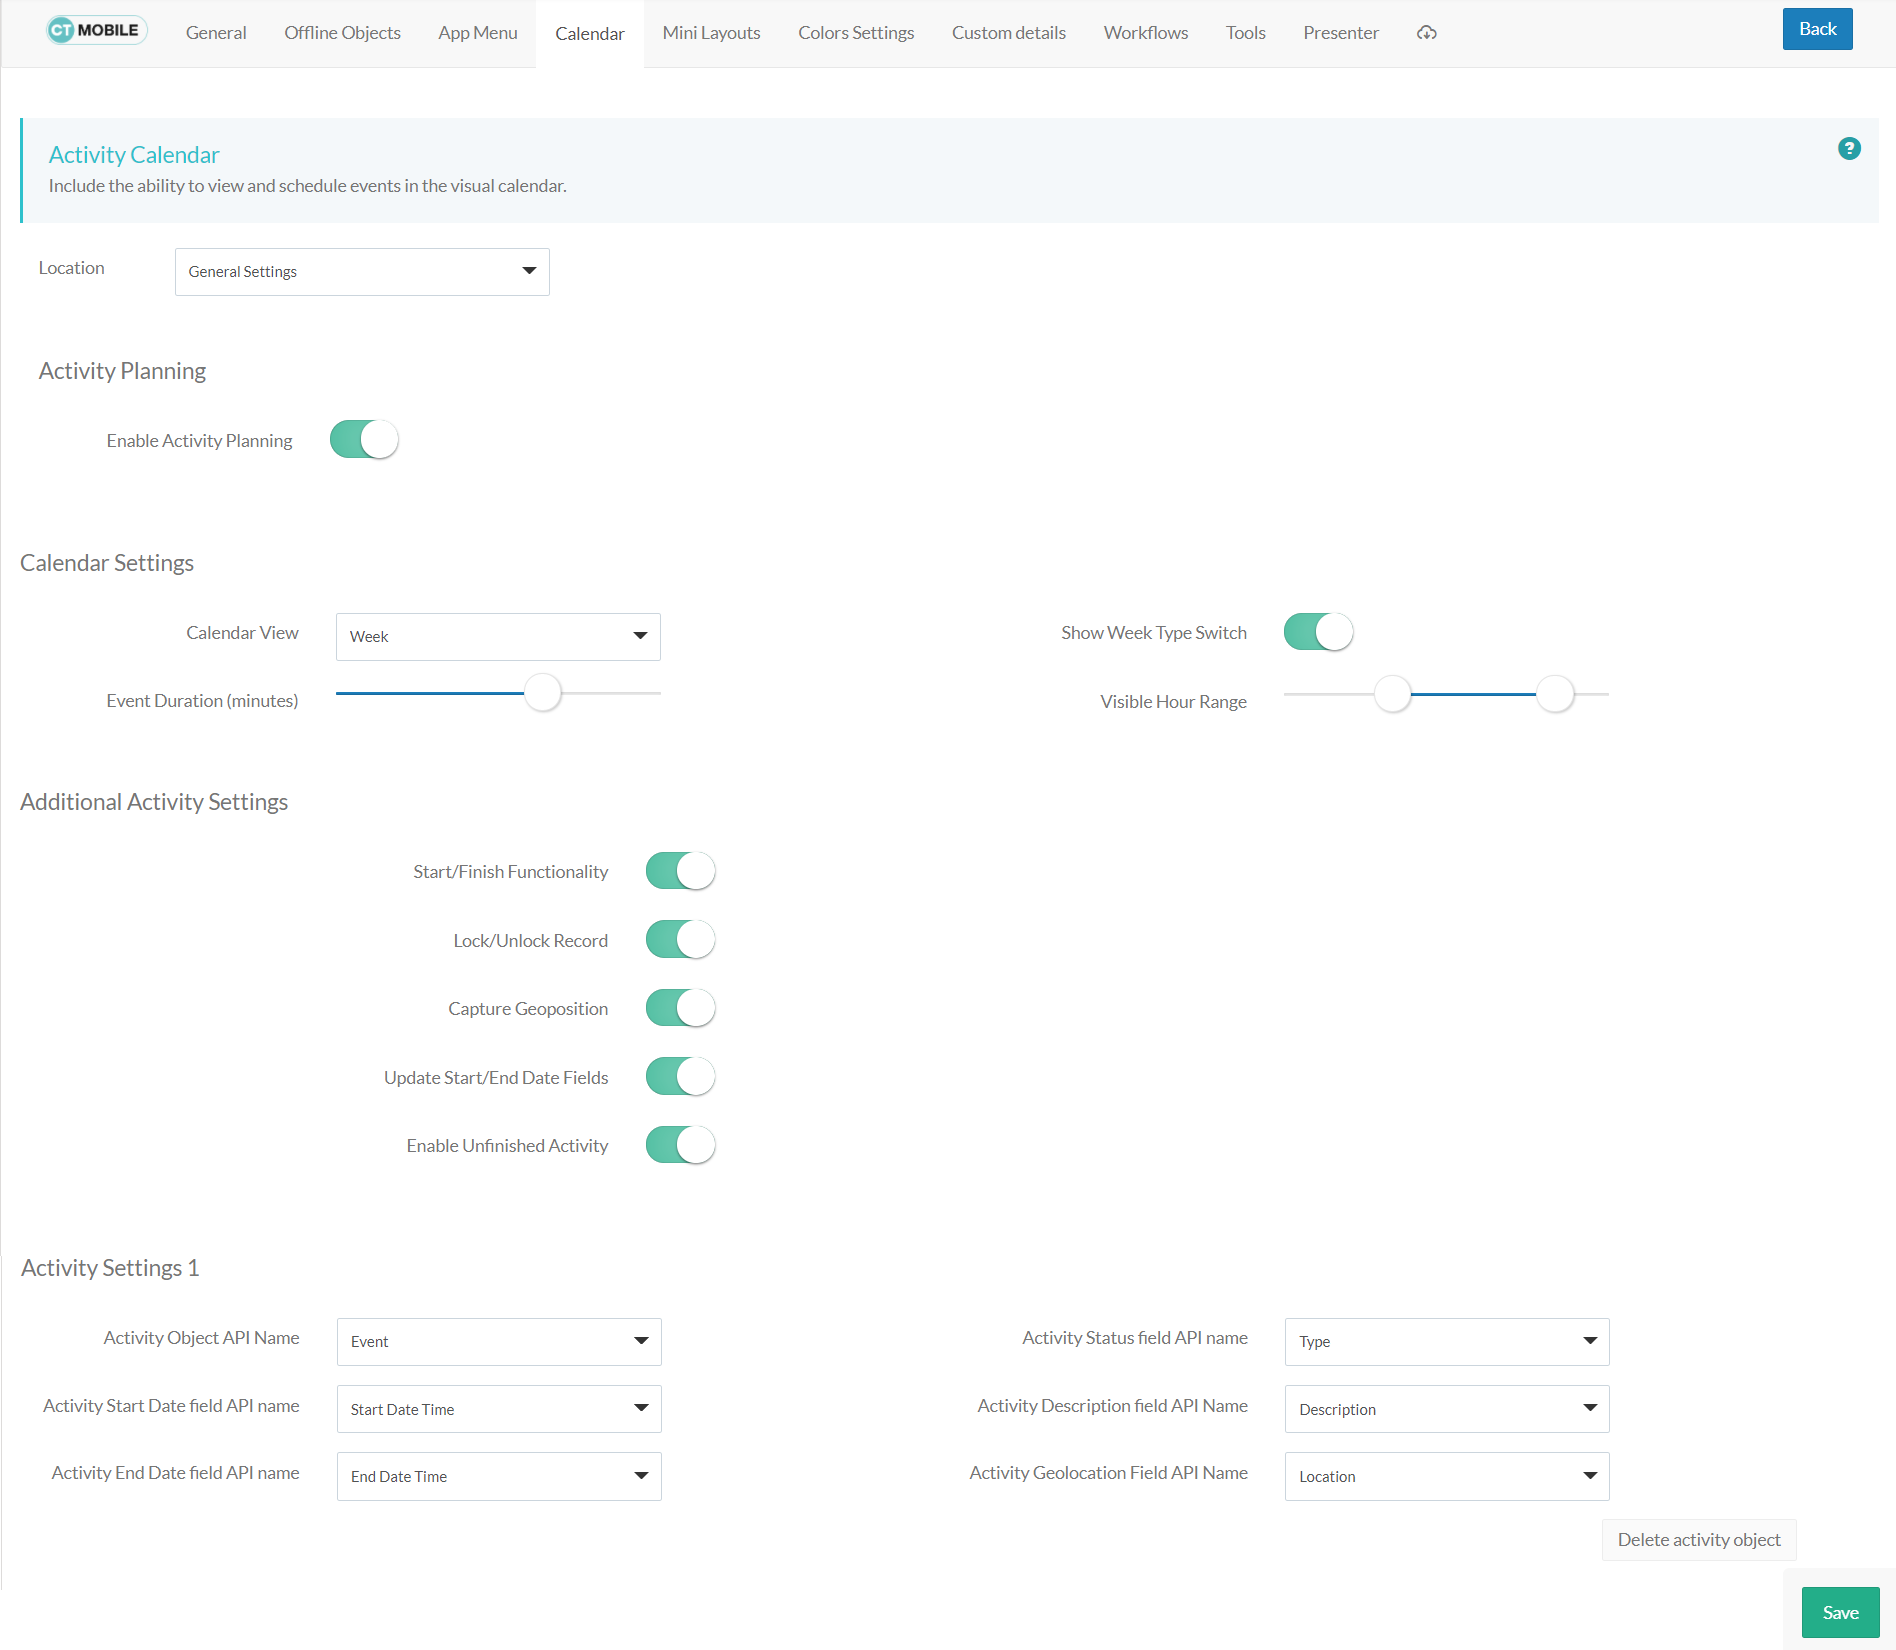 CT MOBILE General Offline Objects App Menu Calendar Mini Layouts Colors Settings Custom details Workflows Tools Presenter Back
Activity Calendar
?
Include the ability to view and schedule events in the visual calendar.
Location General Settings
Activity Planning
Enable Activity Planning
Calendar Settings
Calendar View Week Show Week Type Switch
Event Duration (minutes) Visible Hour Range
Additional Activity Settings
Start/Finish Functionality
Lock/Unlock Record
Capture Geoposition
Update Start/End Date Fields
Enable Unfinished Activity
Activity Settings 1
Activity Object API Name Event Activity Status field API name Type
Activity Start Date field API name Start Date Time Activity Description field API Name Description
Activity End Date field API name End Date Time Activity Geolocation Field API Name Location
Delete activity object
Save